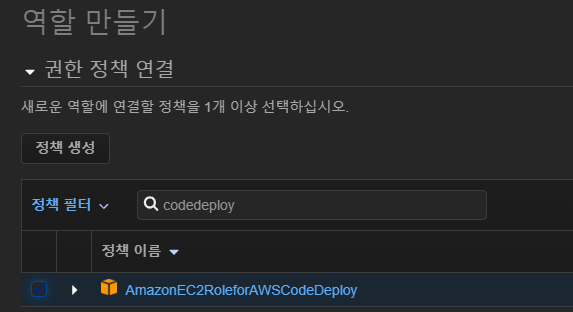 역할 만들기
권한 정책 연결
새로운 역할에 연결할 정책을 1개 이상 선택하십시오.
정책 생성
정책 필터 codedeploy
정책 이름
AmazonEC2RoleforAWSCodeDeploy